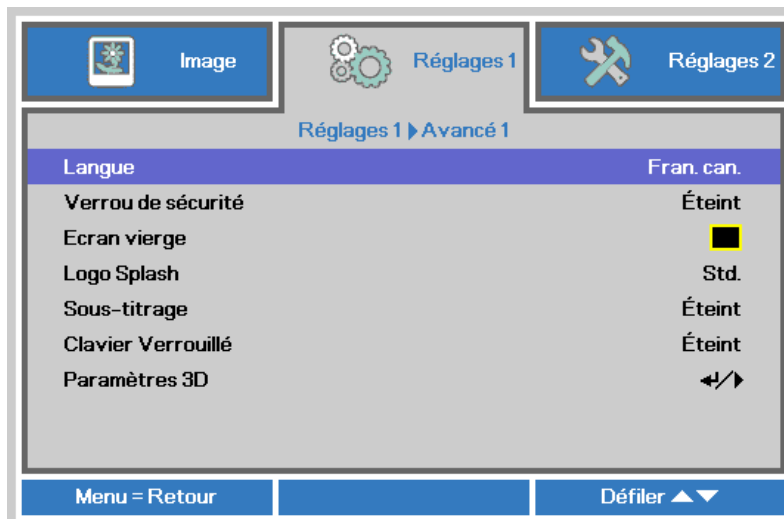 Image
Réglages 1
Réglages 2
Réglages 1 Avancé 1
Langue Fran. can.
Verrou de sécurité Éteint
Ecran vierge
Logo Splash Std.
Sous-titrage Éteint
Clavier Verrouillé Éteint
Paramètres 3D
Menu = Retour
Défiler